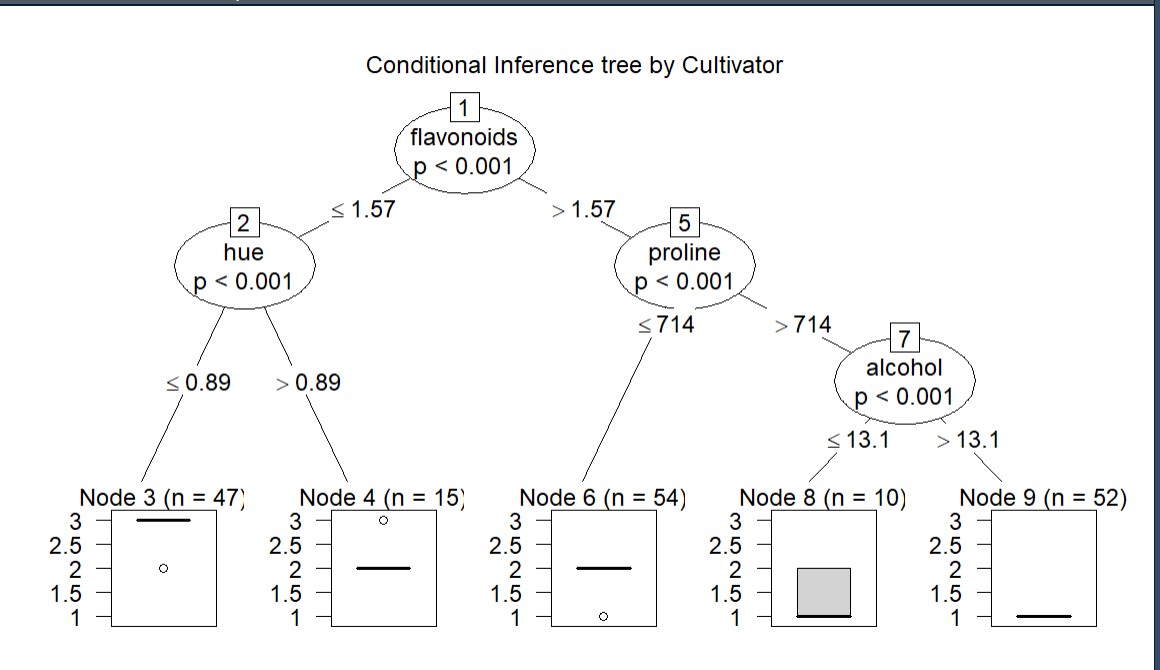 Conditional Inference tree by Cultivator
1
flavonoids
p < 0.001
≤ 1.57
> 1.57
2
hue
p < 0.001
5
proline
p < 0.001
≤ 714
> 714
7
alcohol
p < 0.001
≤ 0.89
> 0.89
≤ 13.1
> 13.1
Node 3 (n = 47)
3
2.5
2
1.5
1
Node 4 (n = 15)
3
2.5
2
1.5
1
Node 6 (n = 54)
3
2.5
2
1.5
1
Node 8 (n = 10)
3
2.5
2
1.5
1
Node 9 (n = 52)
3
2.5
2
1.5
1